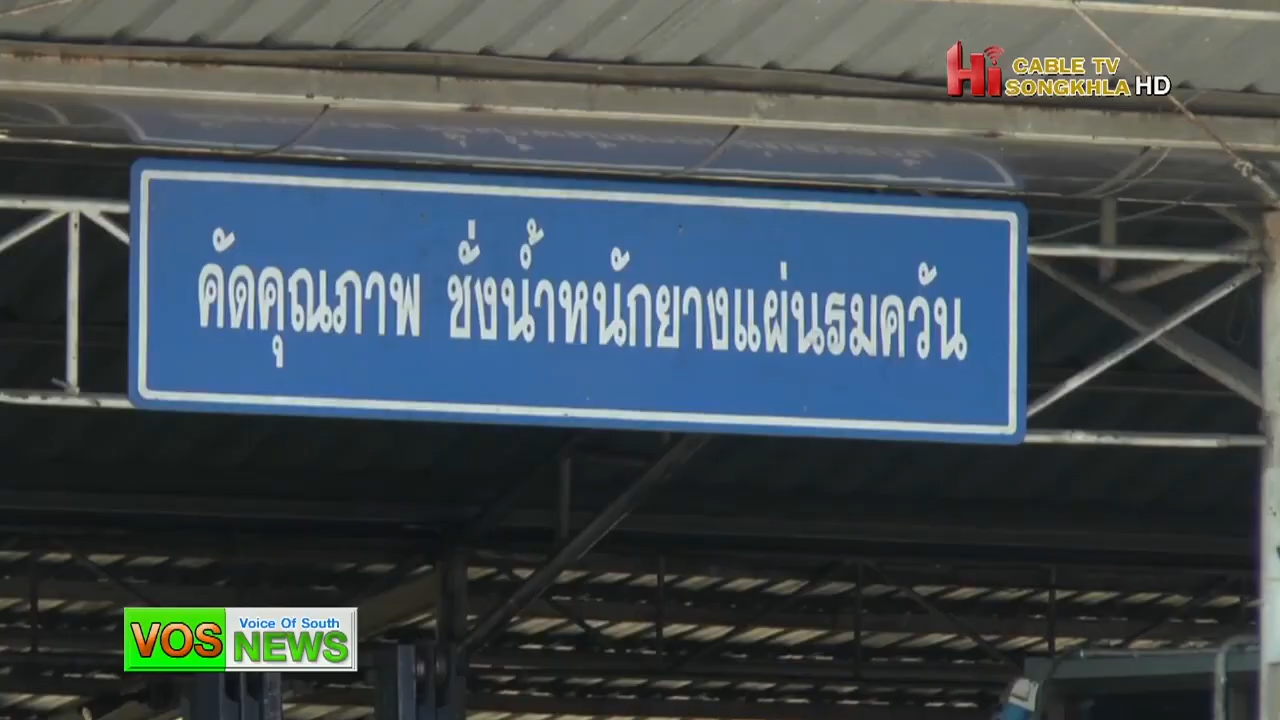 Hi CABLE TV
SONGKHLA HD
คัดคุณภาพ ชั่งน้ำหนักยางแผ่นรมควัน
VOS Voice Of South
NEWS